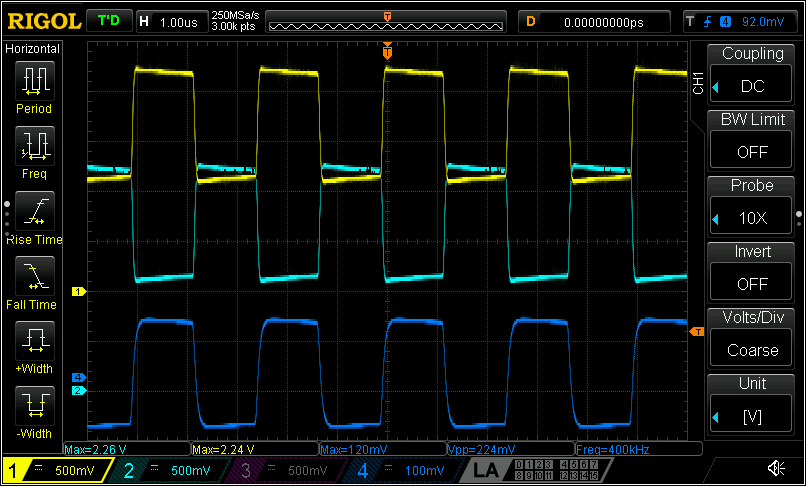 RIGOL T'D H 1.00us 250MSa/s 3.00k pts D 0.00000000ps T 4 92.0mV
T
Horizontal
Period
Freq
Rise Time
Fall Time
+Width
-Width
1
4
2
T
CH1
Coupling
DC
BW Limit
OFF
Probe
10X
Invert
OFF
Volts/Div
Coarse
Unit
[V]
Max=2.26 V Max=2.24 V Max=120mV Vpp=224mV Freq=400kHz
1 500mV 2 500mV 3 500mV 4 100mV LA 0 1 2 3 4 5 6 7
8 9 10 11 12 13 14 15